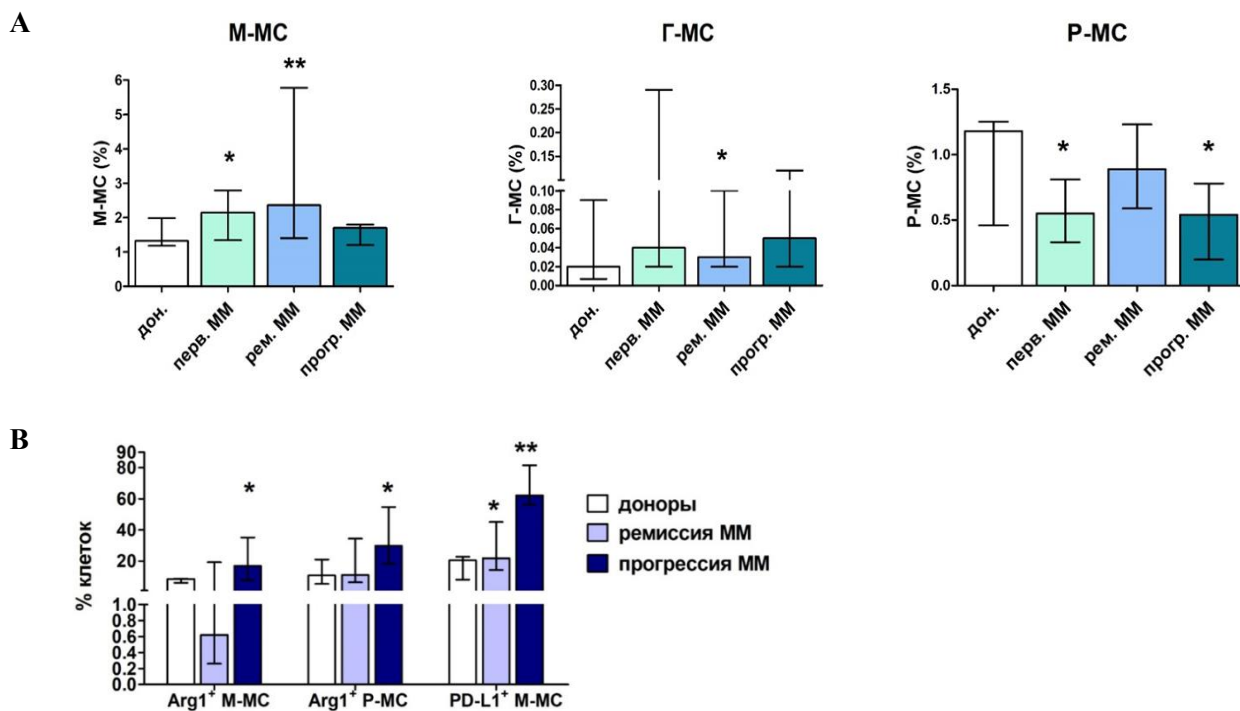 A
М-МС
Г-МС
Р-МС
М-МС (%)
6
5
4
3
2
1
0
*
**
дон.
перв. ММ
рем. ММ
прогр. ММ
Г-МС (%)
0.30
0.25
0.20
0.15
0.10
0.08
0.06
0.04
0.02
0.00
*
дон.
перв. ММ
рем. ММ
прогр. ММ
Р-МС (%)
1.5
1.0
0.5
0.0
*
*
дон.
перв. ММ
рем. ММ
прогр. ММ
B
% клеток
90
80
60
40
20
1.0
0.8
0.6
0.4
0.2
0.0
*
*
*
**
Arg1⁺ М-МС
Arg1⁺ Р-МС
PD-L1⁺ М-МС
доноры
ремиссия ММ
прогрессия ММ